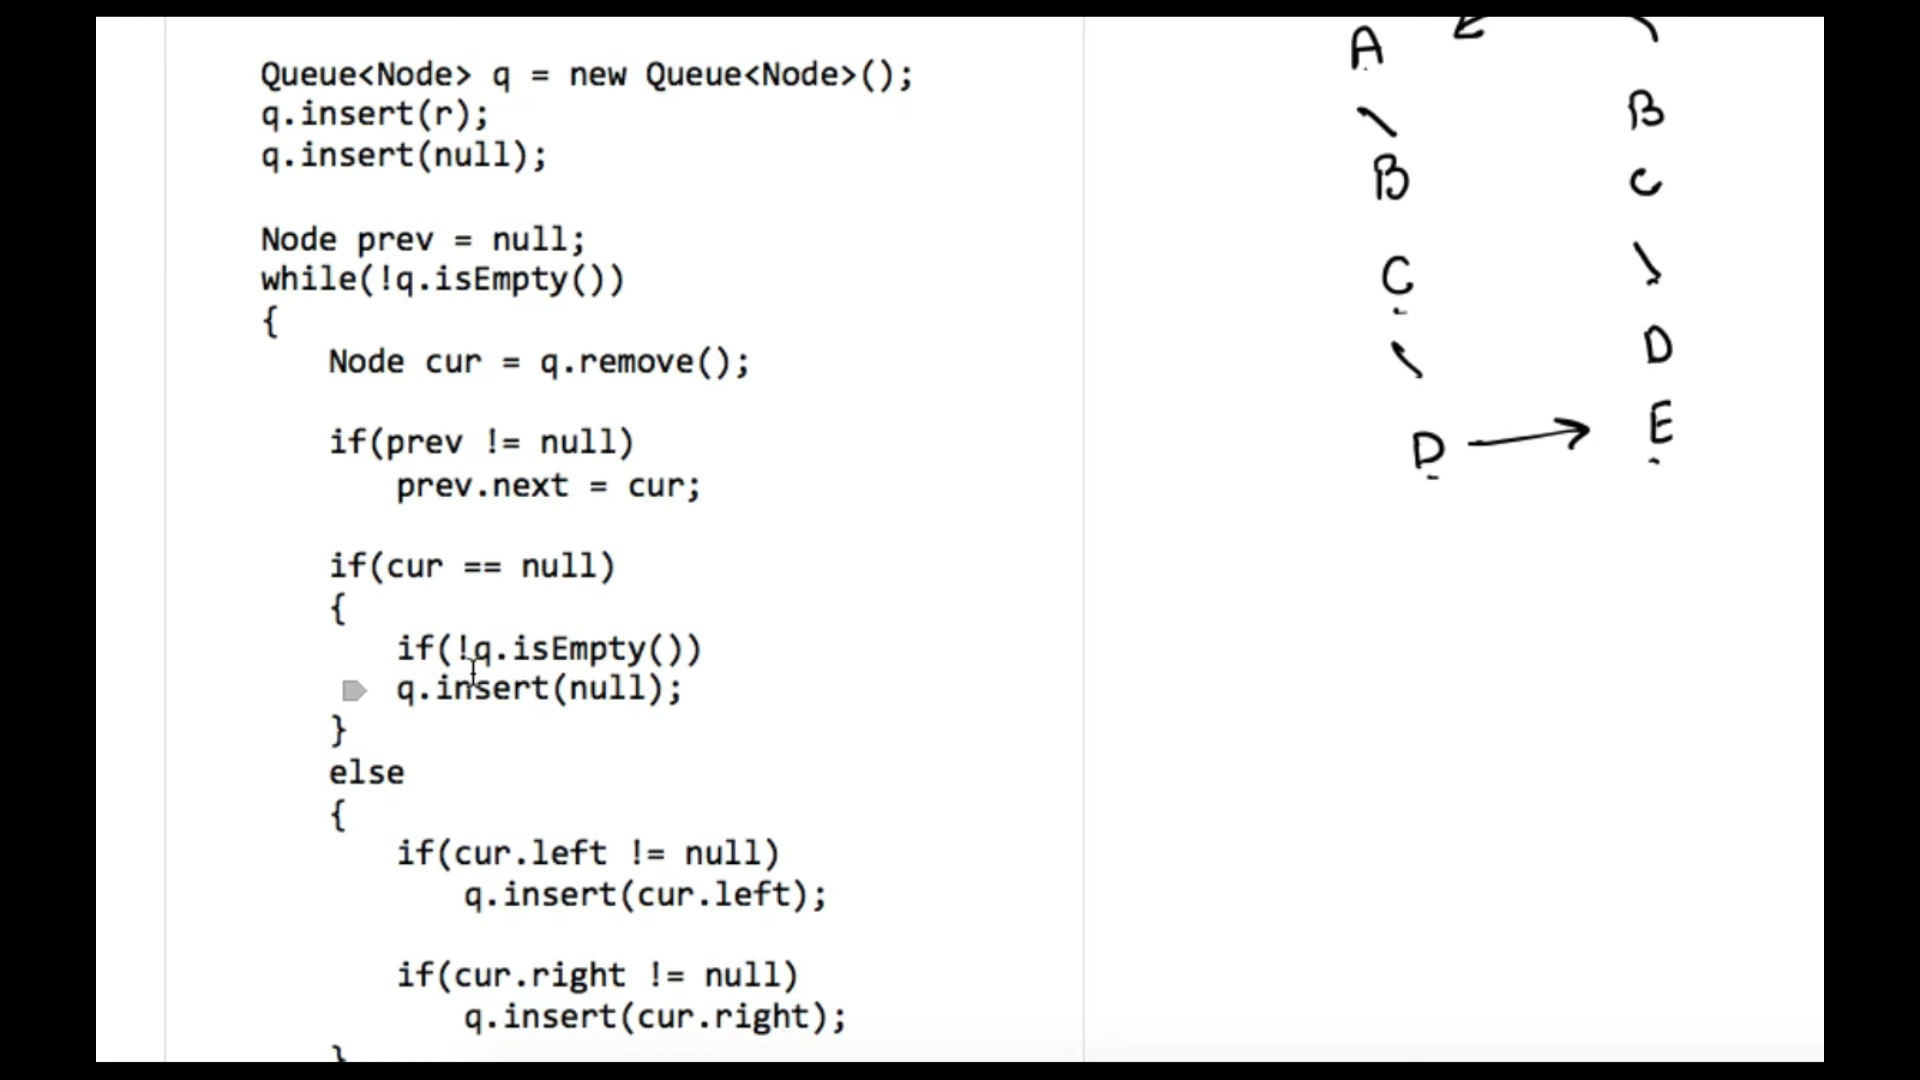 Queue<Node> q = new Queue<Node>();
q.insert(r);
q.insert(null);
Node prev = null;
while(!q.isEmpty())
{
Node cur = q.remove();
if(prev != null)
prev.next = cur;
if(cur == null)
{
if(!q.isEmpty())
q.insert(null);
}
else
{
if(cur.left != null)
q.insert(cur.left);
if(cur.right != null)
q.insert(cur.right);
}
A
B
C
D
B
C
D
E